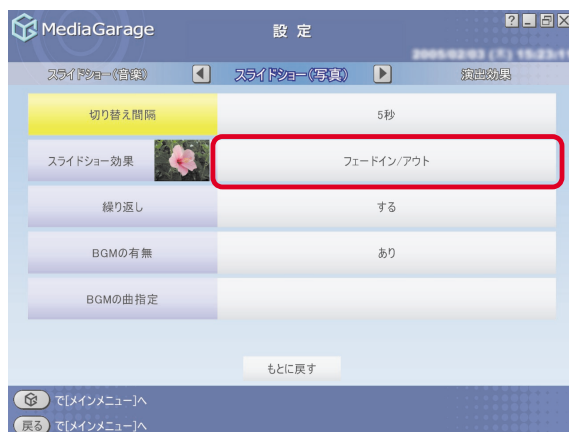 MediaGarage
設定
2005/02/03 (木) 15:23:11
スライドショー(音楽) スライドショー(写真) 演出効果
切り替え間隔 5秒
スライドショー効果 フェードイン/アウト
繰り返し する
BGMの有無 あり
BGMの曲指定
もとに戻す
で[メインメニュー]へ
戻る で[メインメニュー]へ